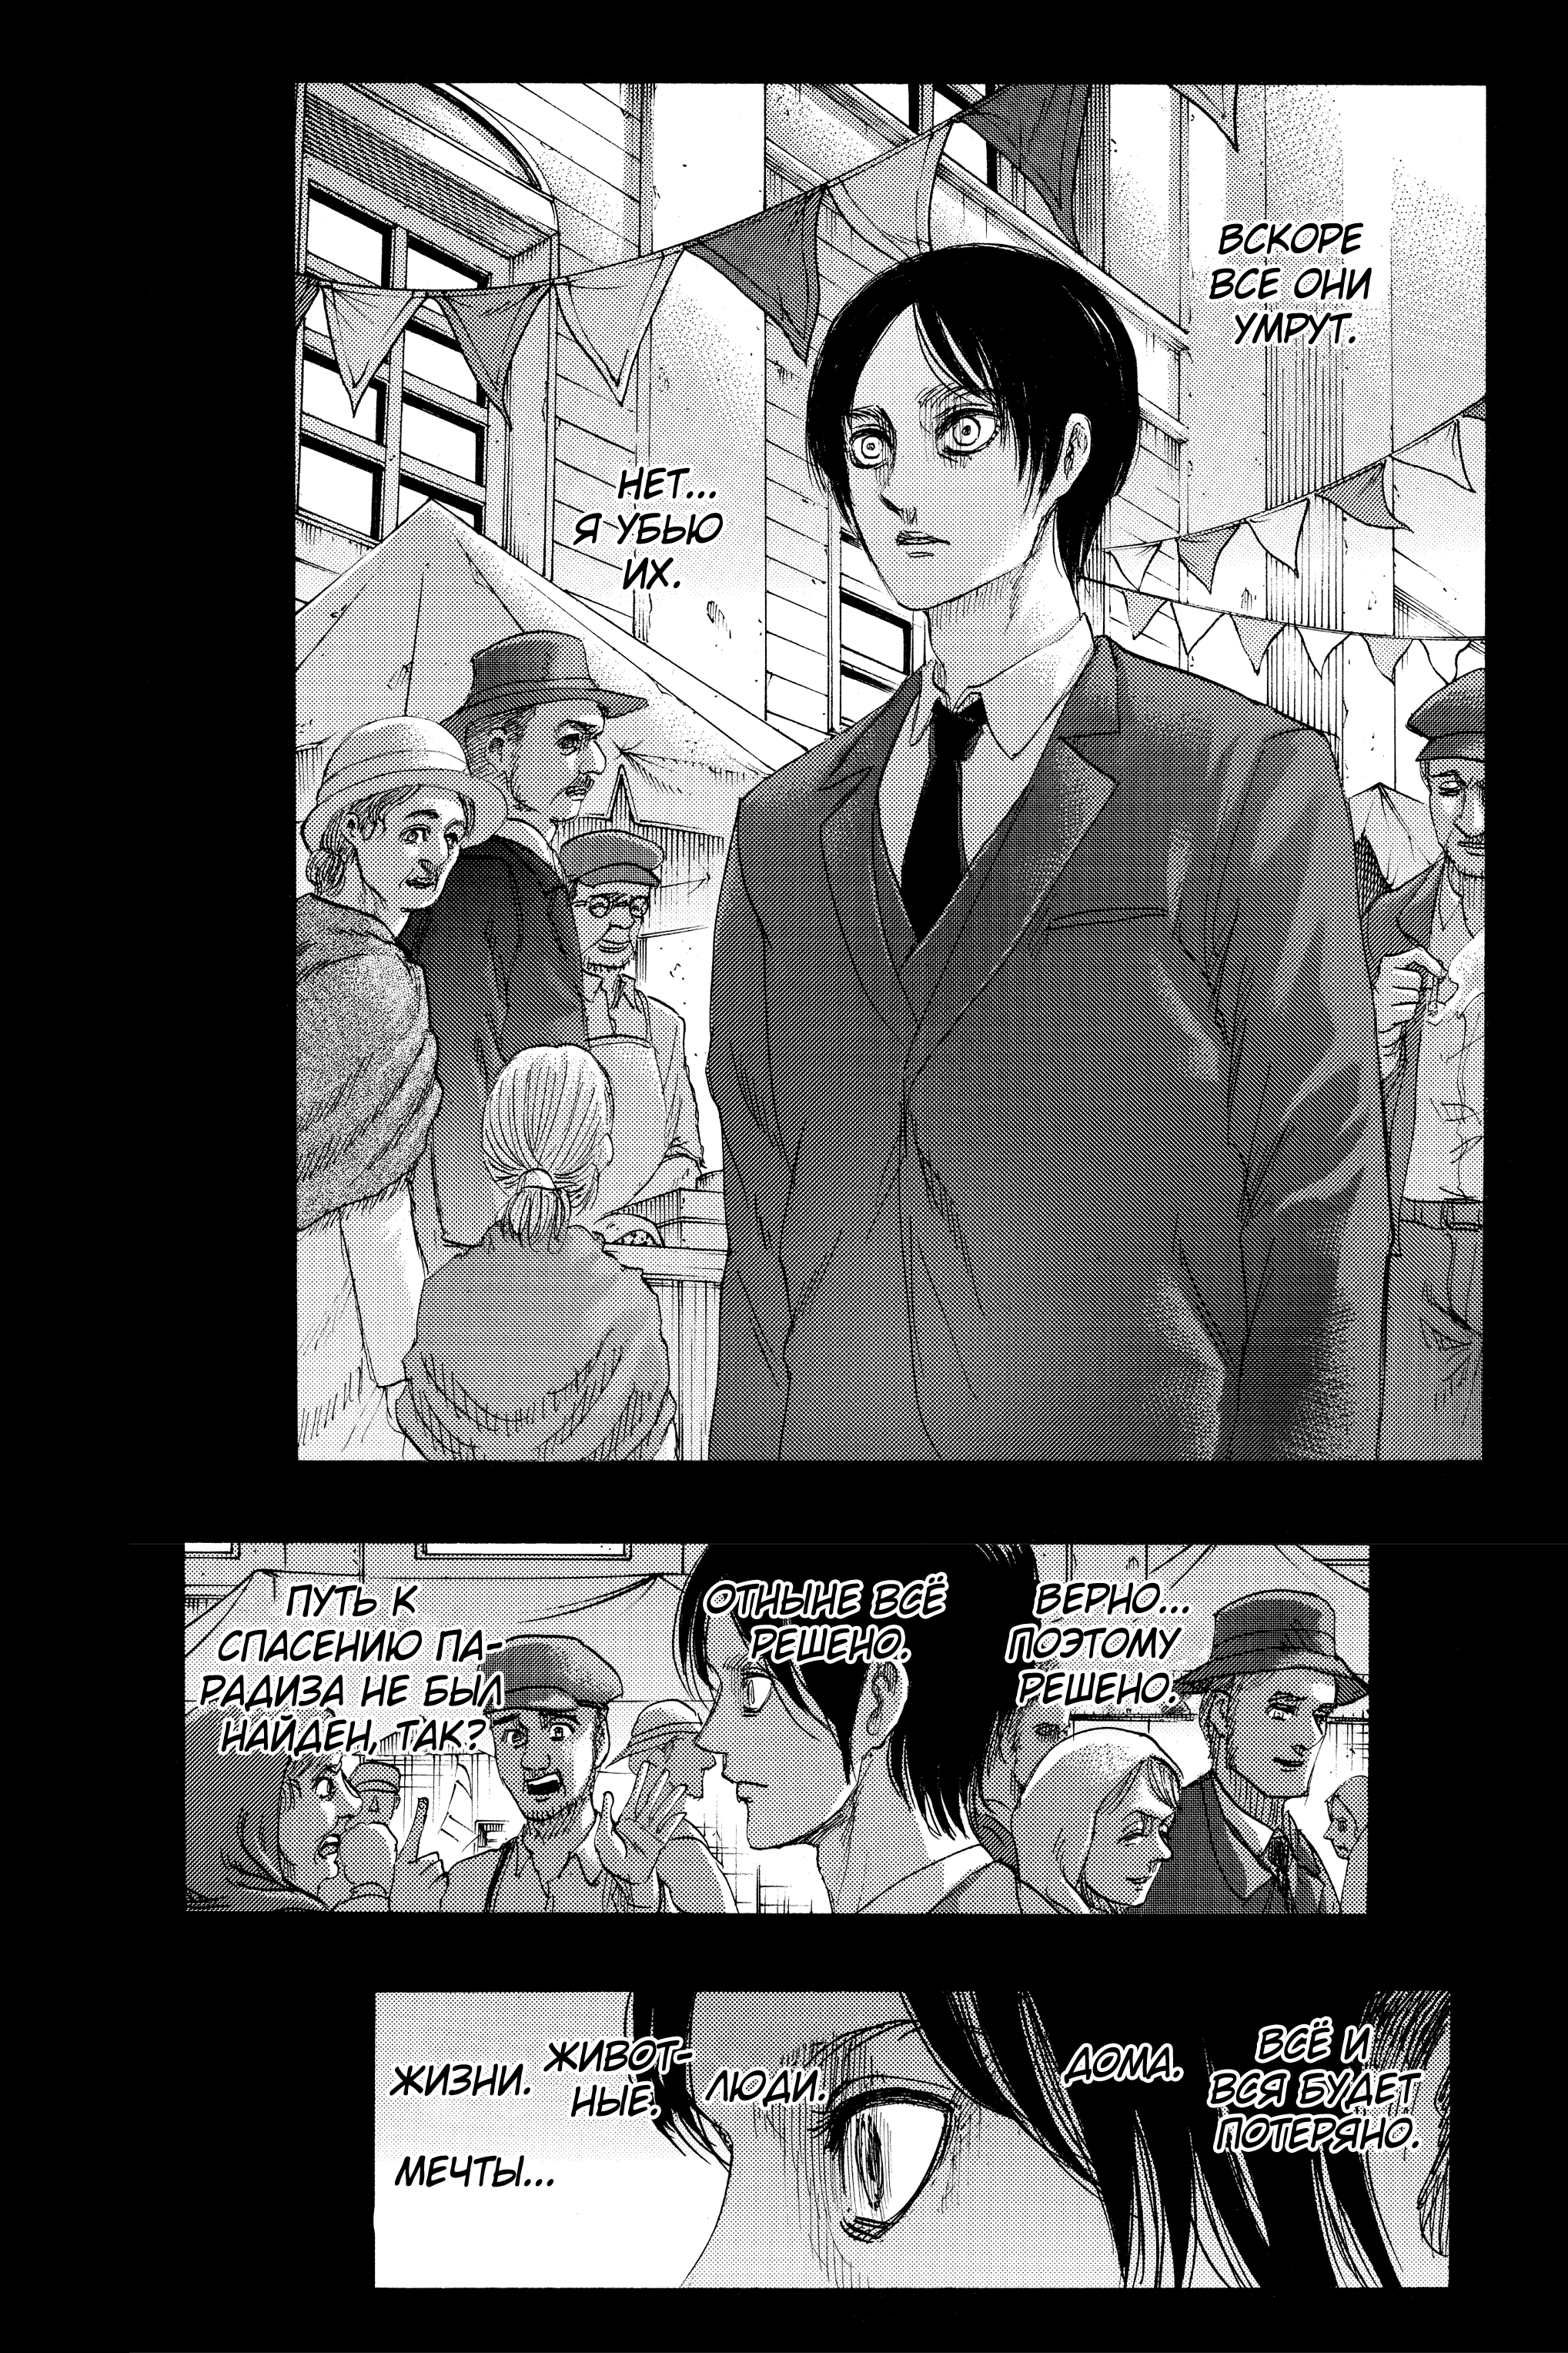 ВСКОРЕ
ВСЕ ОНИ
УМРУТ.
НЕТ...
Я УБЬЮ
ИХ.
ВЕРНО...
ПОЭТОМУ
РЕШЕНО.
ОТНЫНЕ ВСЁ
РЕШЕНО.
ПУТЬ К
СПАСЕНИЮ ПА-
РАДИЗА НЕ БЫЛ
НАЙДЕН, ТАК?
ВСЁ И
ВСЯ БУДЕТ
ПОТЕРЯНО.
ДОМА.
ЛЮДИ.
ЖИВОТ-
НЫЕ.
ЖИЗНИ.
МЕЧТЫ...